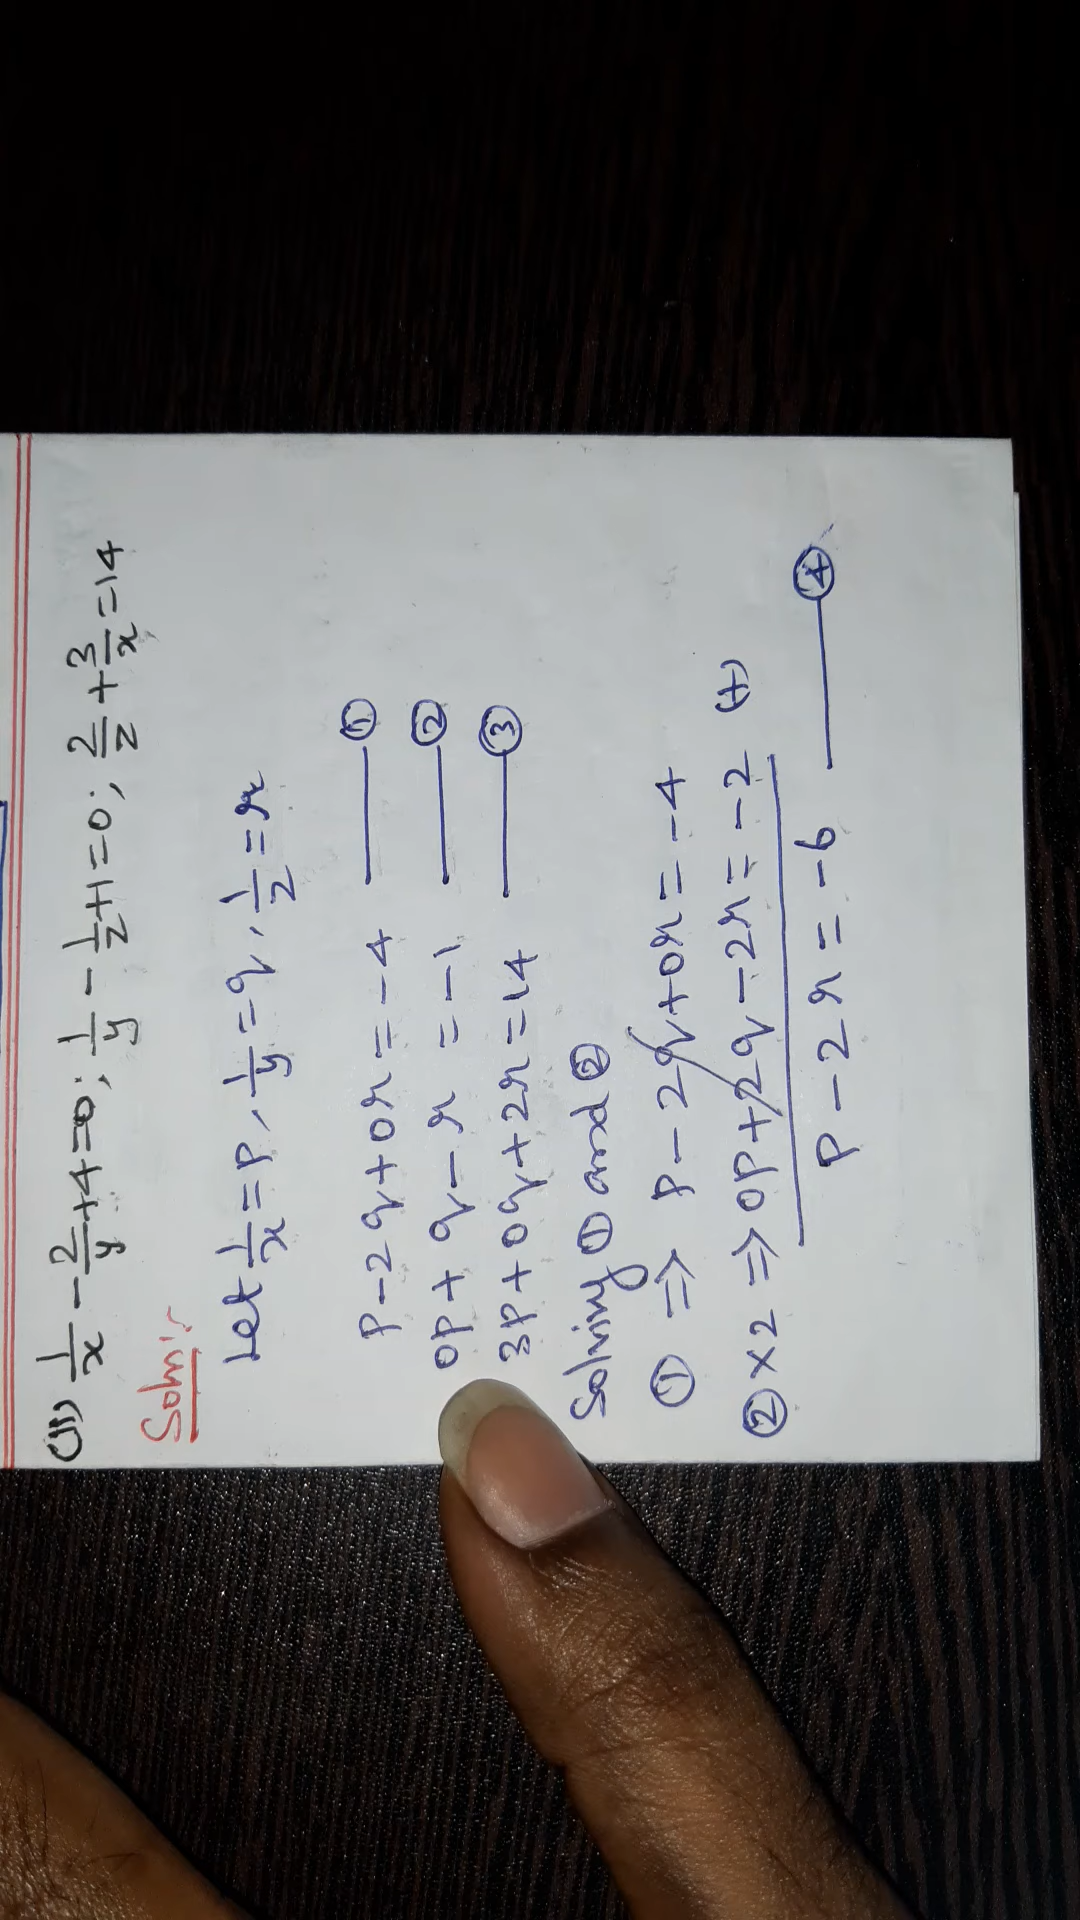 (ii) 1/x - 2/y + 4 = 0; 1/y - 1/z + 1 = 0; 2/z + 3/x = 14
Soln:-
Let 1/x = p, 1/y = q, 1/z = r
p - 2q + 0r = -4 —— ①
0p + q - r = -1 —— ②
3p + 0q + 2r = 14 —— ③
Solving ① and ②
① ⇒ p - 2q + 0r = -4
② × 2 ⇒ 0p + 2q - 2r = -2 (+)
p - 2r = -6 —— ④